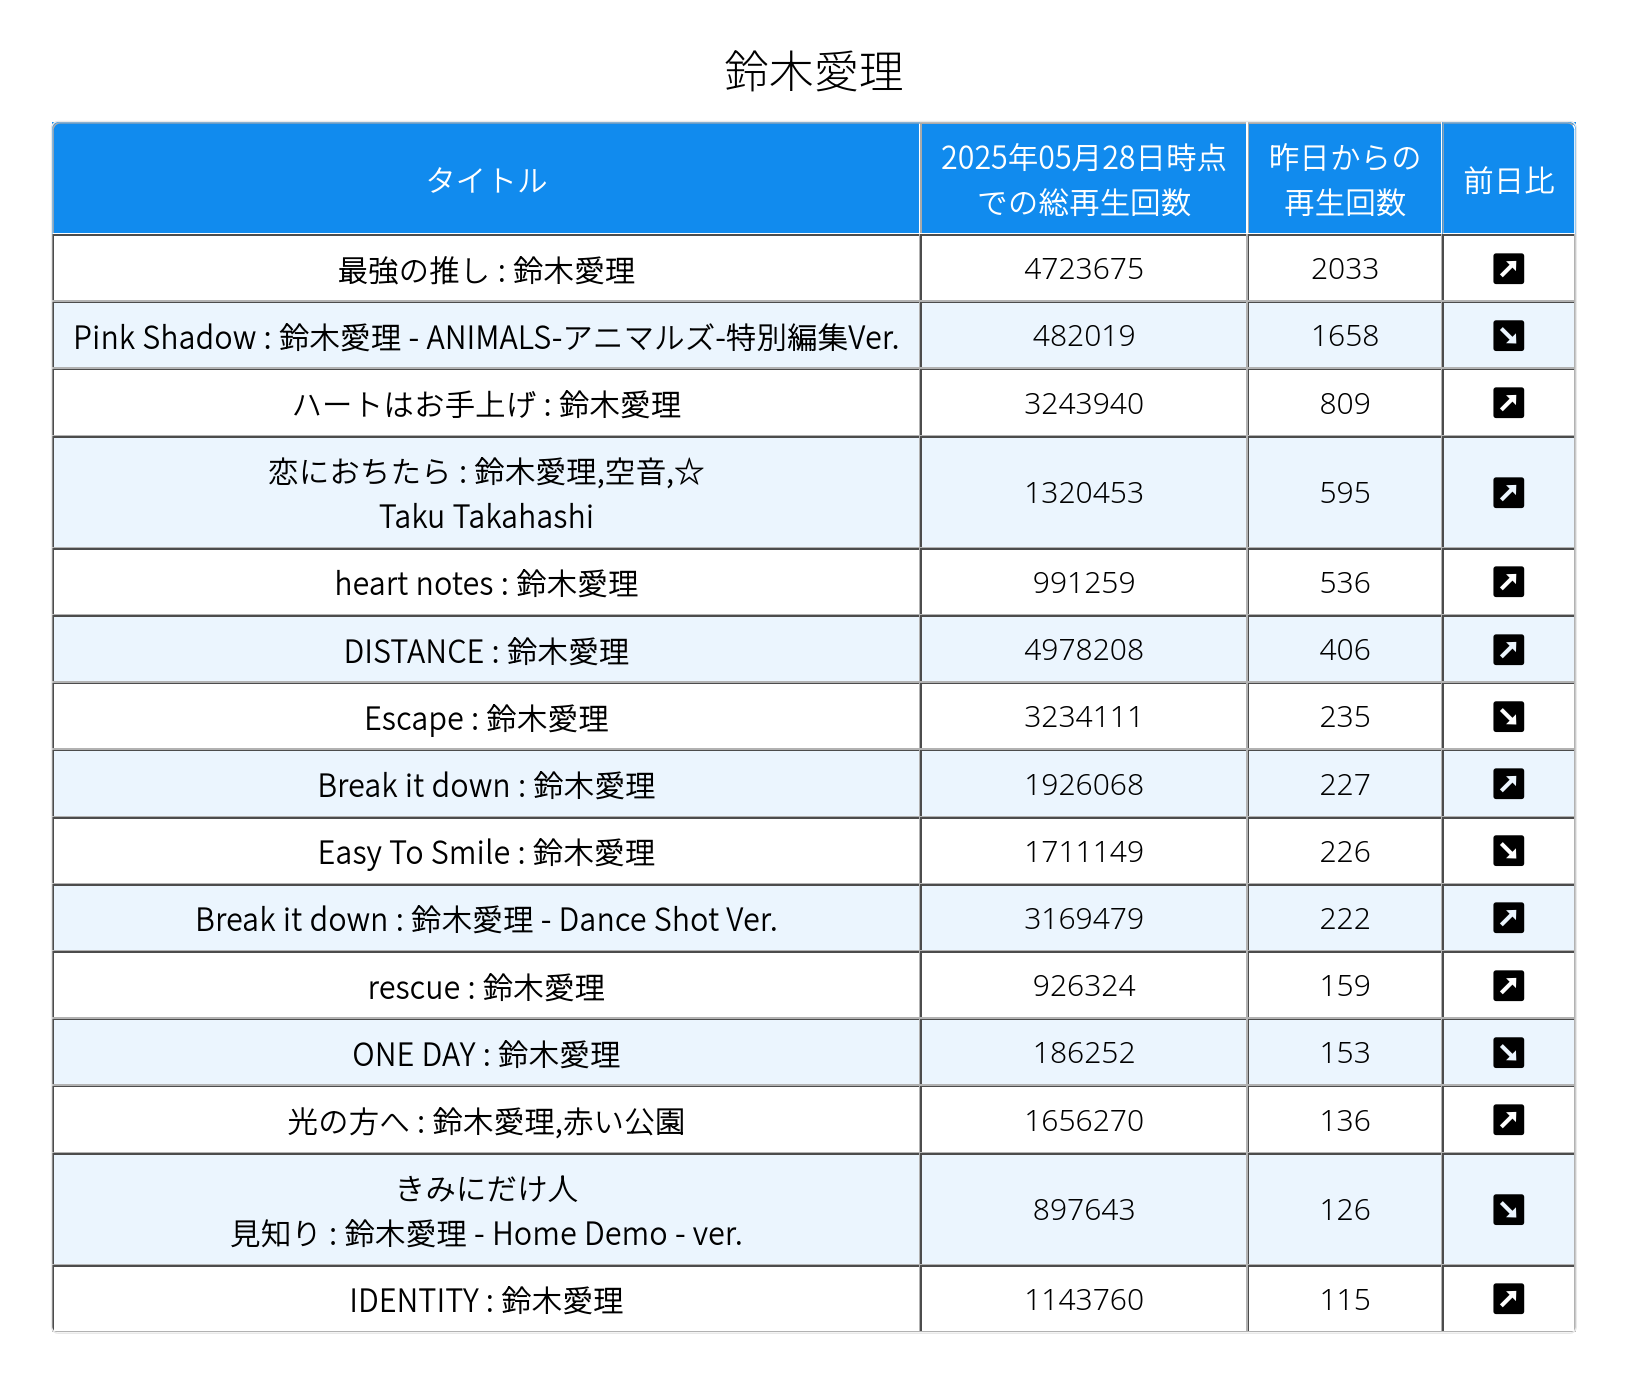 鈴木愛理
タイトル
2025年05月28日時点
での総再生回数
昨日からの
再生回数
前日比
最強の推し : 鈴木愛理 4723675 2033 ↗
Pink Shadow : 鈴木愛理 - ANIMALS-アニマルズ-特別編集Ver. 482019 1658 ↘
ハートはお手上げ : 鈴木愛理 3243940 809 ↗
恋におちたら : 鈴木愛理,空音,☆
Taku Takahashi 1320453 595 ↗
heart notes : 鈴木愛理 991259 536 ↗
DISTANCE : 鈴木愛理 4978208 406 ↗
Escape : 鈴木愛理 3234111 235 ↘
Break it down : 鈴木愛理 1926068 227 ↗
Easy To Smile : 鈴木愛理 1711149 226 ↘
Break it down : 鈴木愛理 - Dance Shot Ver. 3169479 222 ↗
rescue : 鈴木愛理 926324 159 ↗
ONE DAY : 鈴木愛理 186252 153 ↘
光の方へ : 鈴木愛理,赤い公園 1656270 136 ↗
きみにだけ人
見知り : 鈴木愛理 - Home Demo - ver. 897643 126 ↘
IDENTITY : 鈴木愛理 1143760 115 ↗